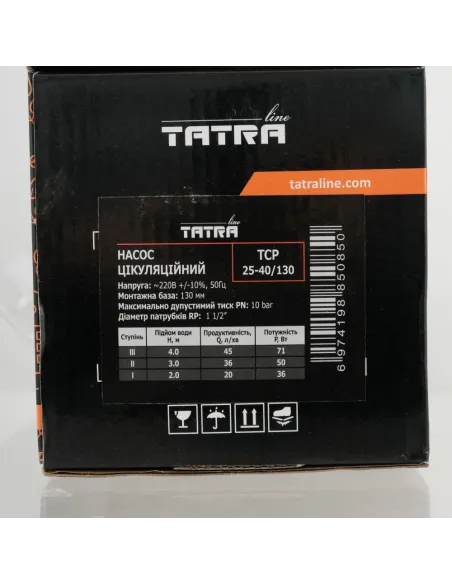 TATRA line
tatraline.com
TATRA line
НАСОС
ЦІКУЛЯЦІЙНИЙ
TCP
25-40/130
Напруга: ~220В +/-10%, 50Гц
Монтажна база: 130 мм
Максимально допустимий тиск PN: 10 bar
Діаметр патрубків RP: 1 1/2"
Ступінь Підйом води H, м Продуктивність, Q, л/хв Потужність P, Вт
III 4.0 45 71
II 3.0 36 50
I 2.0 20 36
6974198850850